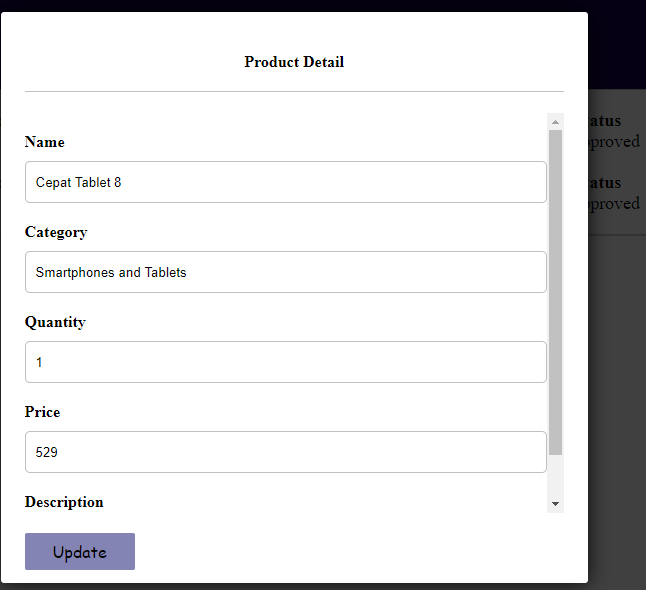 Product Detail
Name
Cepat Tablet 8
Category
Smartphones and Tablets
Quantity
1
Price
529
Description
Update
atus
proved
atus
proved